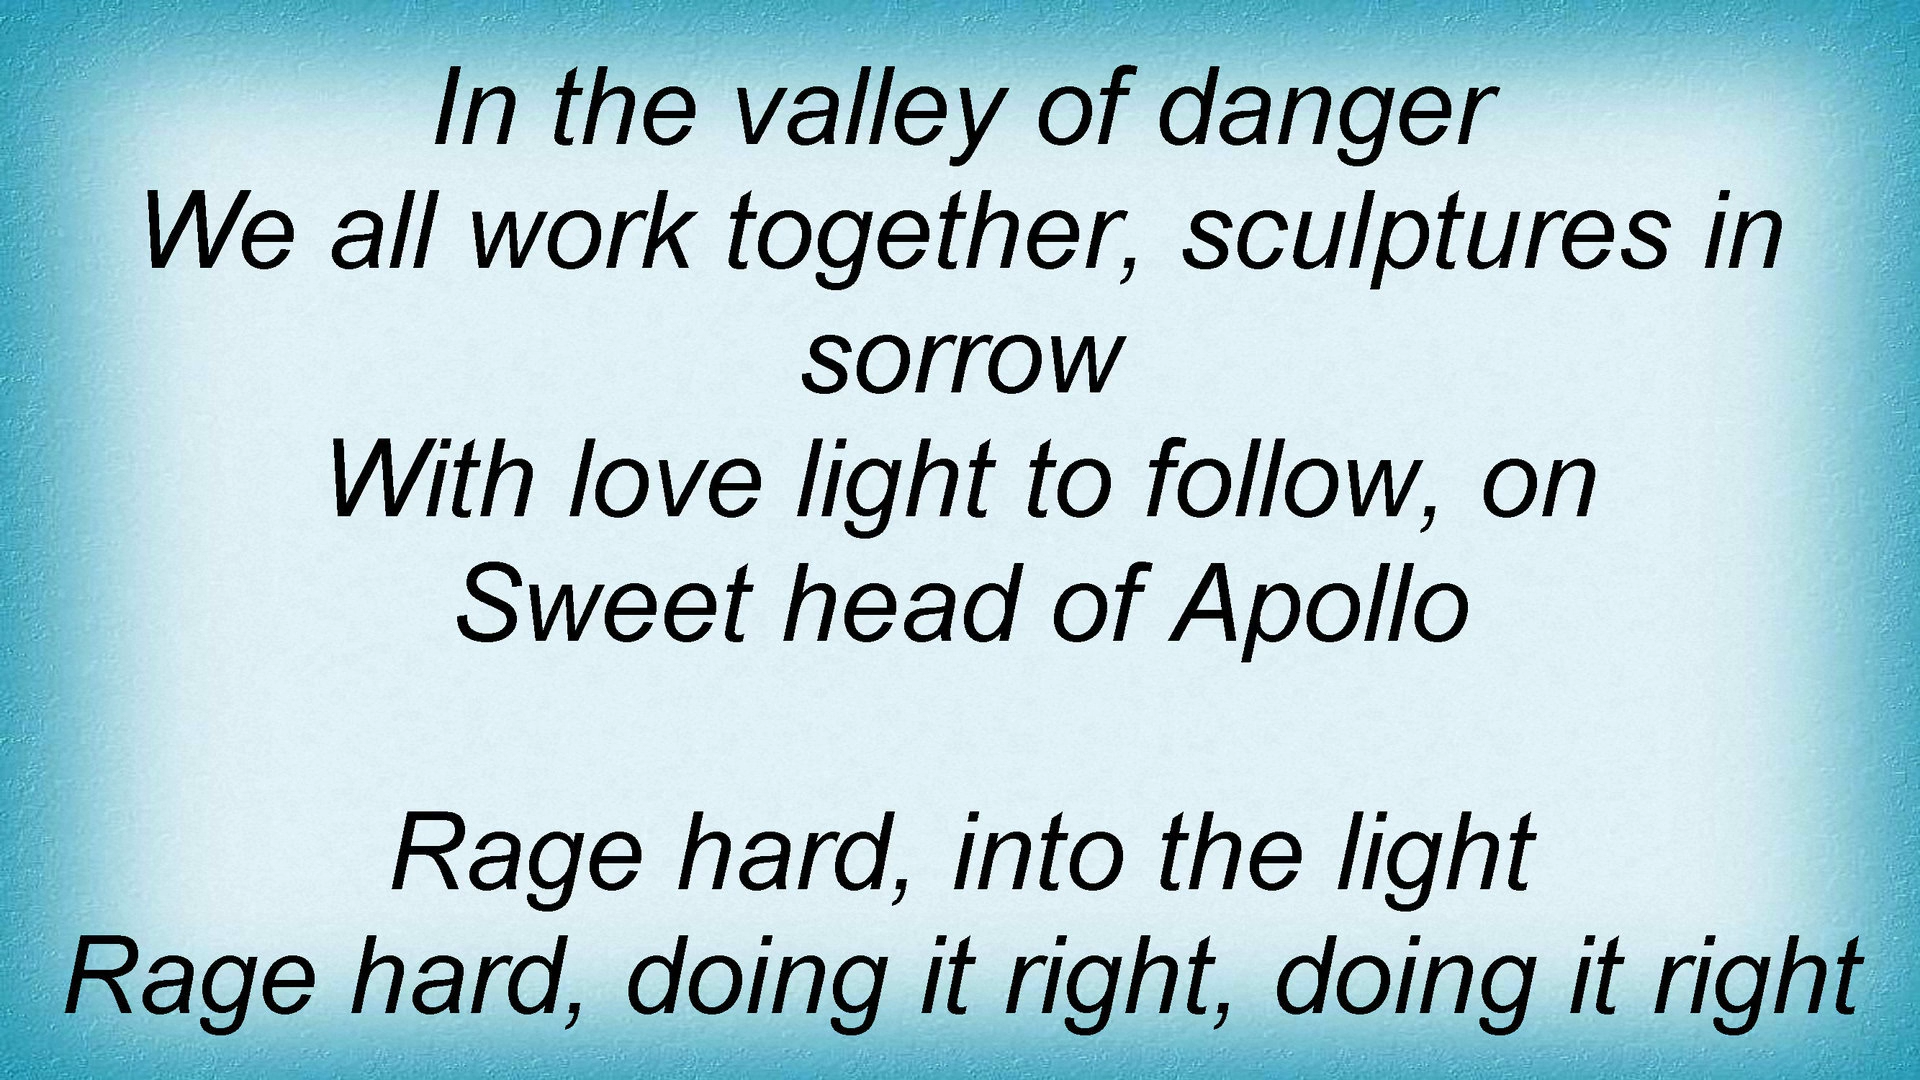 In the valley of danger
We all work together, sculptures in
sorrow
With love light to follow, on
Sweet head of Apollo
Rage hard, into the light
Rage hard, doing it right, doing it right